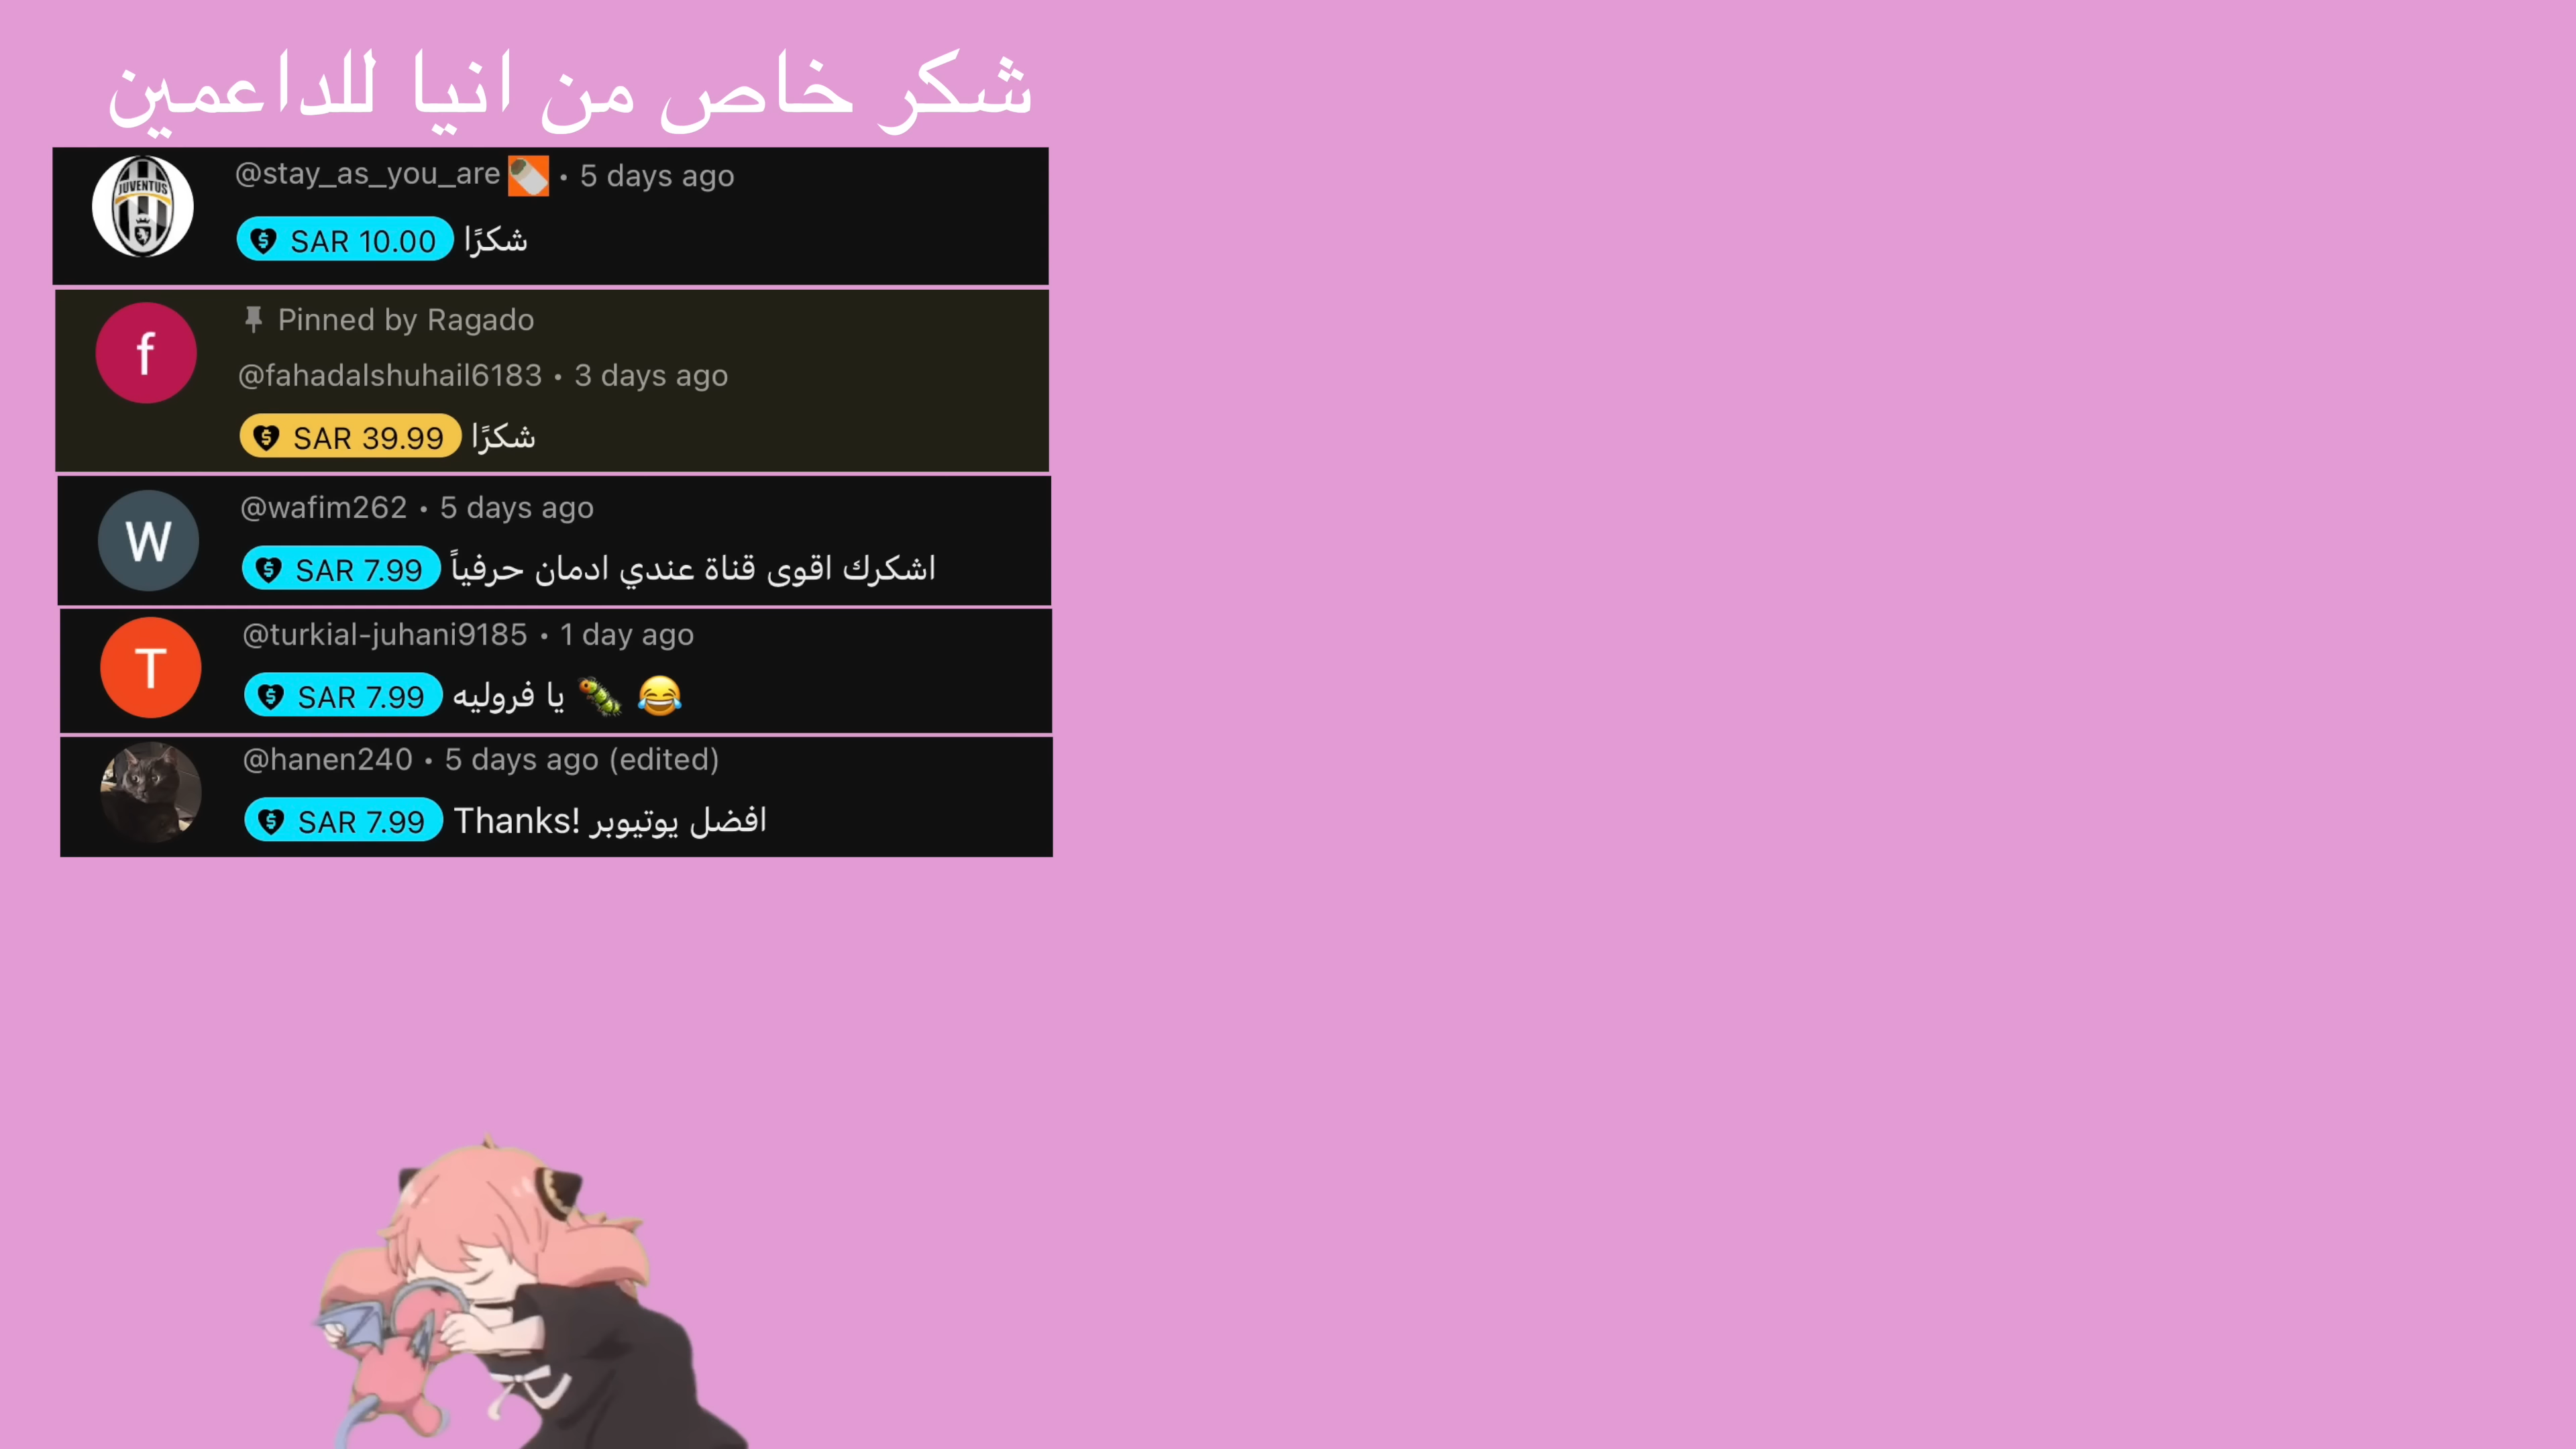 شكر خاص من انيا للداعمين
JUVENTUS
@stay_as_you_are • 5 days ago
SAR 10.00 شكرًا
f
Pinned by Ragado
@fahadalshuhail6183 • 3 days ago
SAR 39.99 شكرًا
W
@wafim262 • 5 days ago
SAR 7.99 اشكرك اقوى قناة عندي ادمان حرفياً
T
@turkial-juhani9185 • 1 day ago
SAR 7.99 يا فروليه 🐛 😂
@hanen240 • 5 days ago (edited)
SAR 7.99 Thanks! افضل يوتيوبر